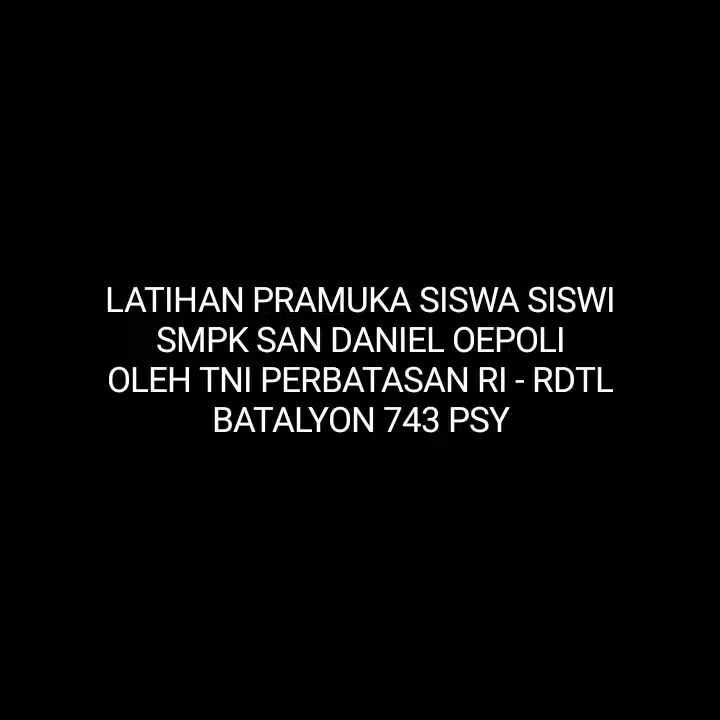 LATIHAN PRAMUKA SISWA SISWI
SMPK SAN DANIEL OEPOLI
OLEH TNI PERBATASAN RI - RDTL
BATALYON 743 PSY